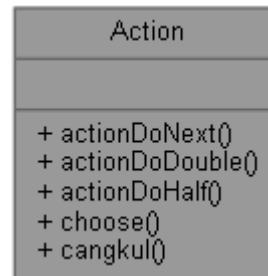 Action
+ actionDoNext()
+ actionDoDouble()
+ actionDoHalf()
+ choose()
+ cangkul()